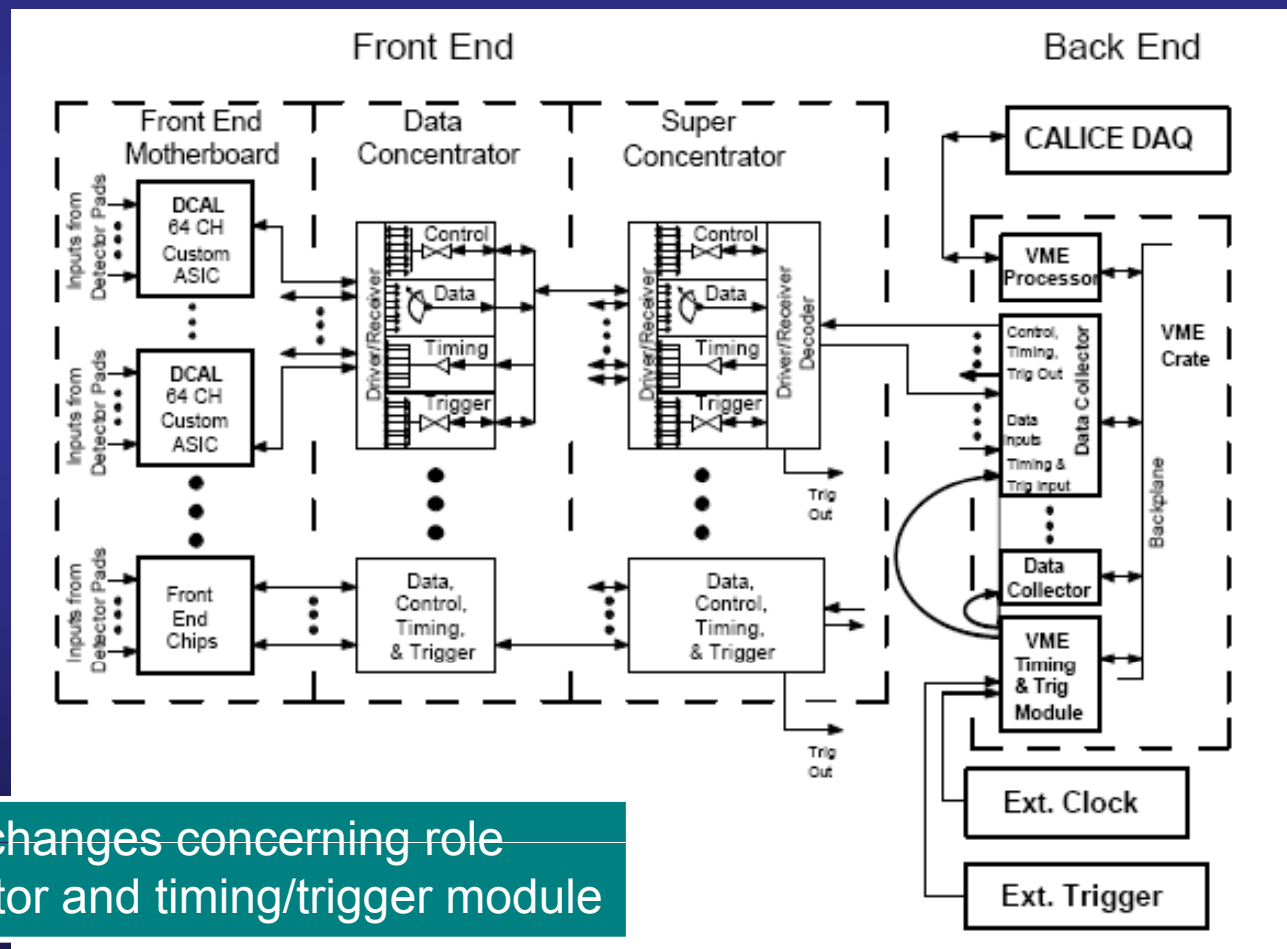 Front End
Back End
Front End
Motherboard
Data
Concentrator
Super
Concentrator
Inputs from
Detector Pads
DCAL
64 CH
Custom
ASIC
Inputs from
Detector Pads
DCAL
64 CH
Custom
ASIC
Inputs from
Detector Pads
Front
End
Chips
Driver/Receiver
Control
Data
Timing
Trigger
Data,
Control,
Timing,
& Trigger
Driver/Receiver
Control
Data
Timing
Trigger
Driver/Receiver
Decoder
Trig
Out
Data,
Control,
Timing,
& Trigger
Trig
Out
CALICE DAQ
VME
Processor
VME
Crate
Control,
Timing,
Trig Out
Data
Inputs
Timing &
Trig Input
Data Collector
Backplane
Data
Collector
VME
Timing
& Trig
Module
Ext. Clock
Ext. Trigger
changes concerning role
tor and timing/trigger module